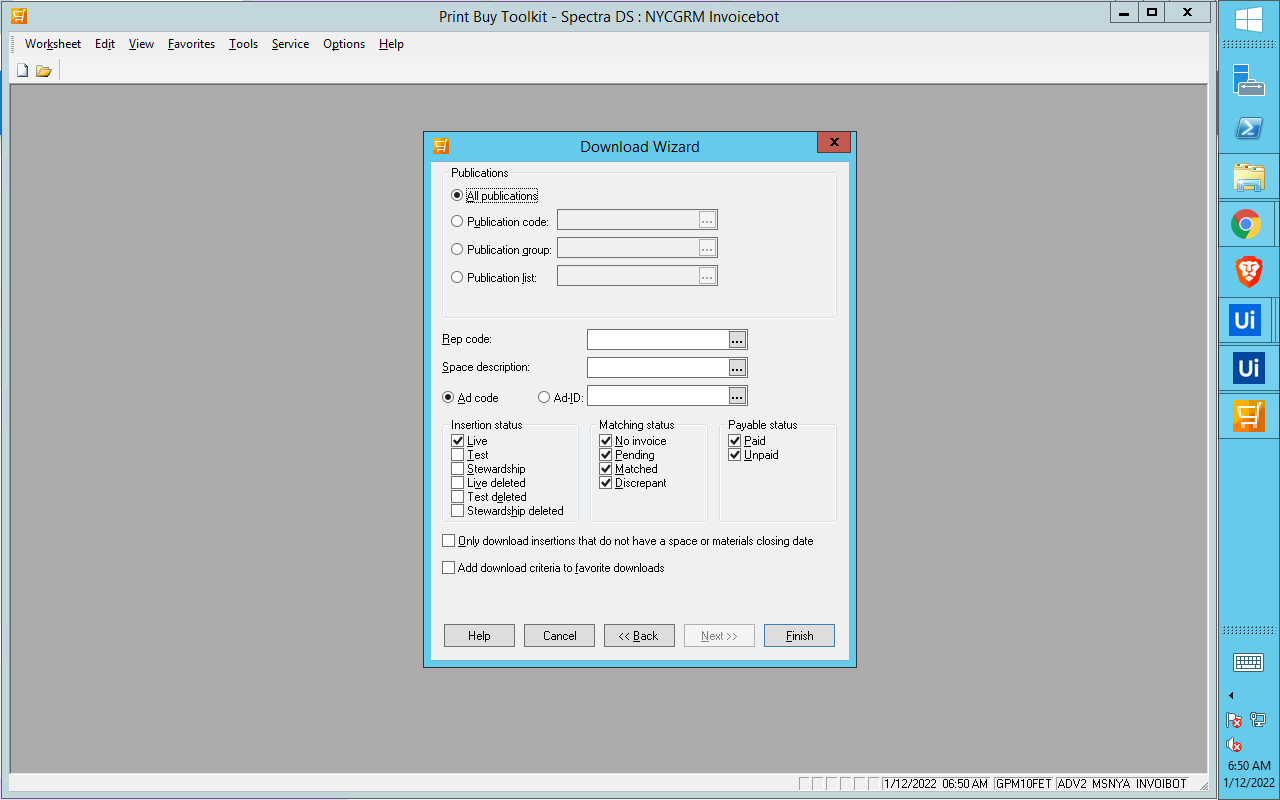 Print Buy Toolkit - Spectra DS : NYCGRM Invoicebot
Worksheet Edit View Favorites Tools Service Options Help
Download Wizard
Publications
All publications
Publication code: ...
Publication group: ...
Publication list: ...
Rep code: ...
Space description: ...
Ad code Ad-ID: ...
Insertion status Matching status Payable status
Live No invoice Paid
Test Pending Unpaid
Stewardship Matched
Live deleted Discrepant
Test deleted
Stewardship deleted
Only download insertions that do not have a space or materials closing date
Add download criteria to favorite downloads
Help Cancel << Back Next >> Finish
Ui
Ui
6:50 AM
1/12/2022
1/12/2022 06:50 AM GPM10FET ADV2 MSNYA INVOIBOT